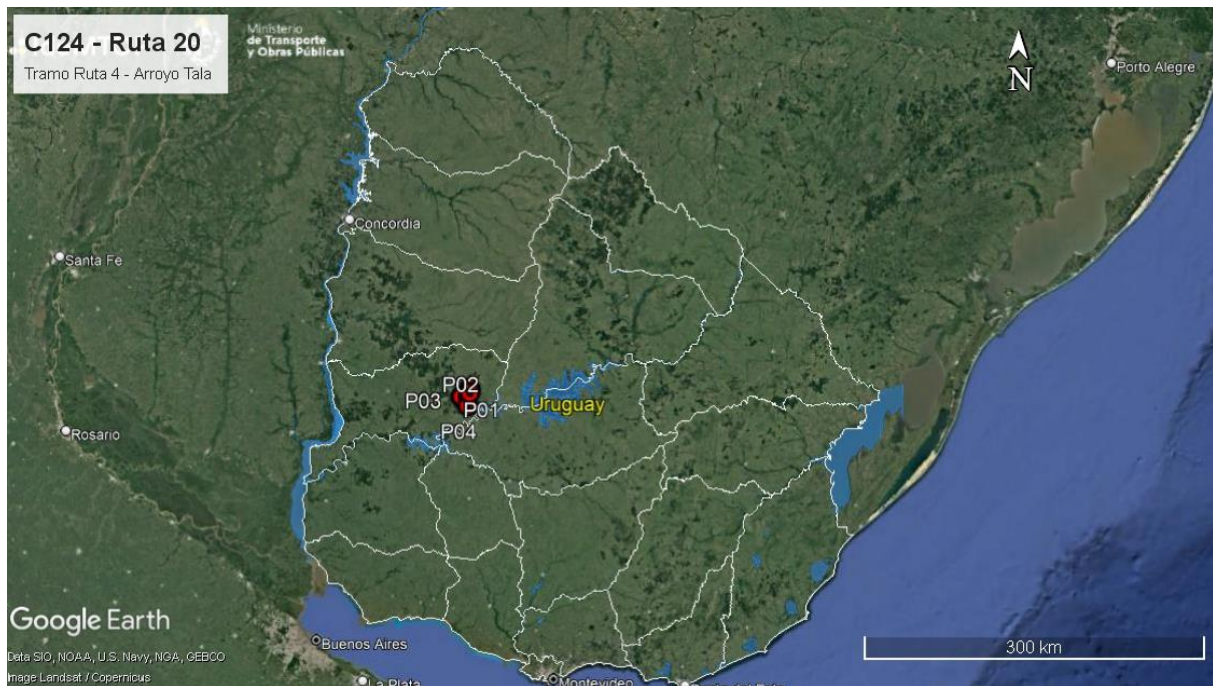 C124 - Ruta 20
Tramo Ruta 4 - Arroyo Tala
Ministerio
de Transporte
y Obras Públicas
N
Porto Alegre
Concordia
Santa Fe
P02
P03
P01
Uruguay
P04
Rosario
Google Earth
Buenos Aires
300 km
Data SIO, NOAA, U.S. Navy, NGA, GEBCO
Image Landsat / Copernicus
La Plata
Montevideo